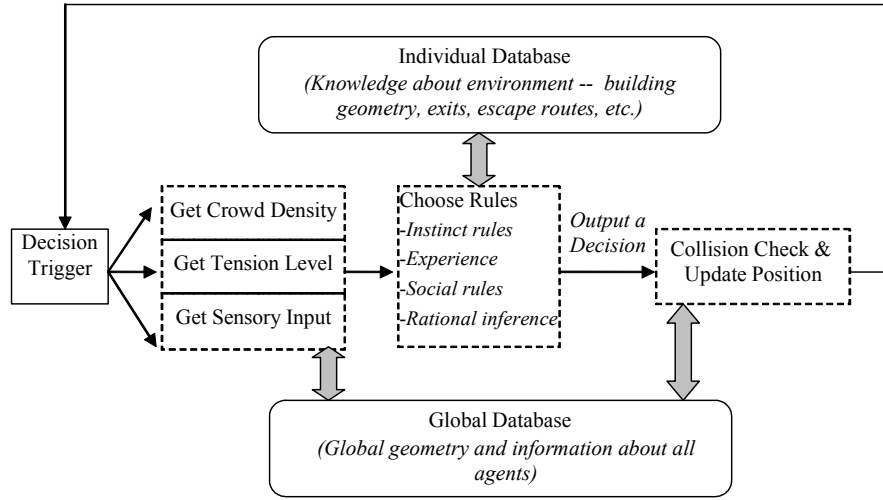 Individual Database
(Knowledge about environment -- building
geometry, exits, escape routes, etc.)
Decision
Trigger
Get Crowd Density
Get Tension Level
Get Sensory Input
Choose Rules
-Instinct rules
-Experience
-Social rules
-Rational inference
Output a
Decision
Collision Check &
Update Position
Global Database
(Global geometry and information about all
agents)